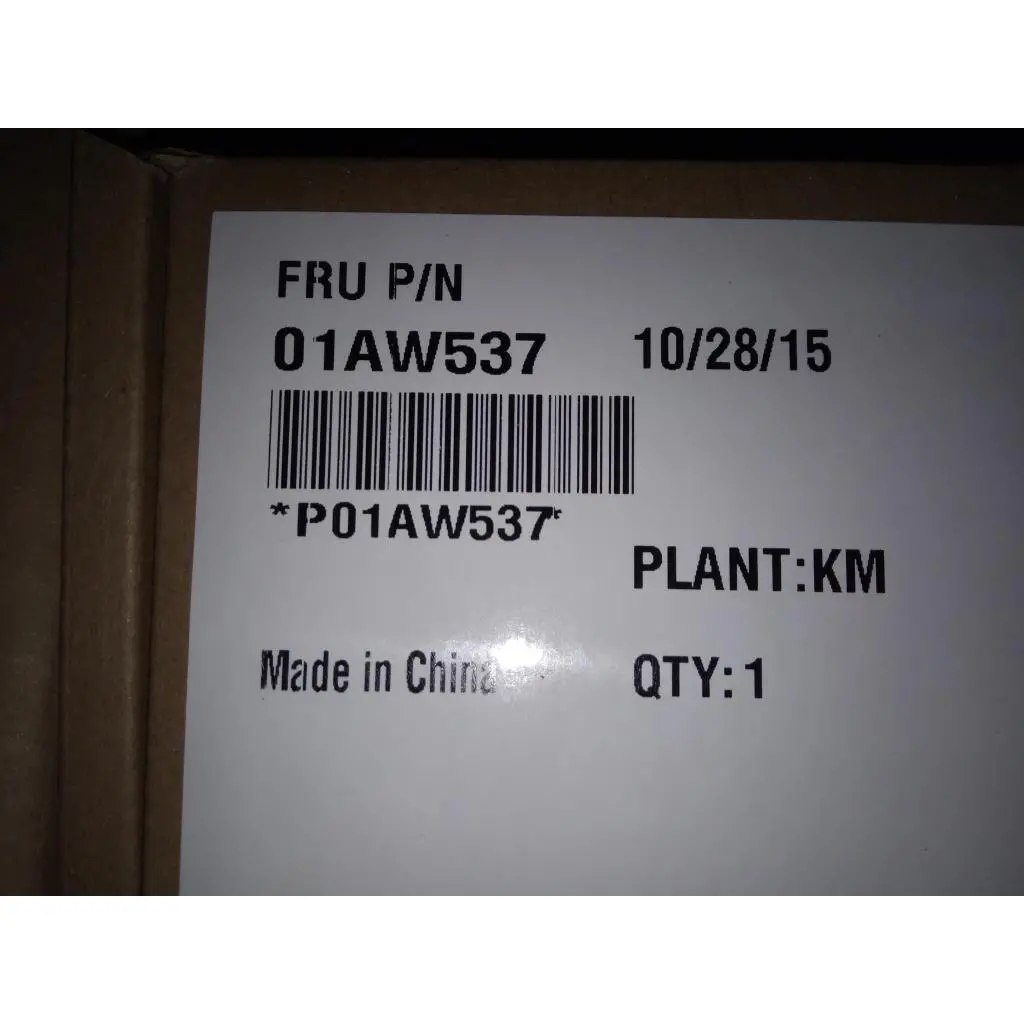 FRU P/N
01AW537 10/28/15
*P01AW537*
PLANT:KM
Made in China QTY:1